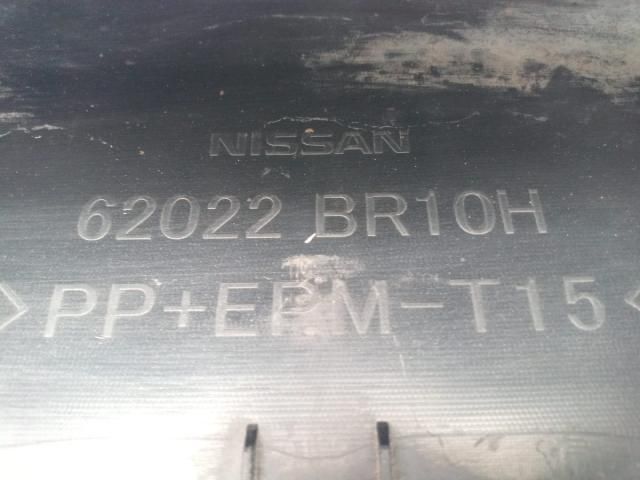 NISSAN
62022 BR10H
>PP+EPM-T15<